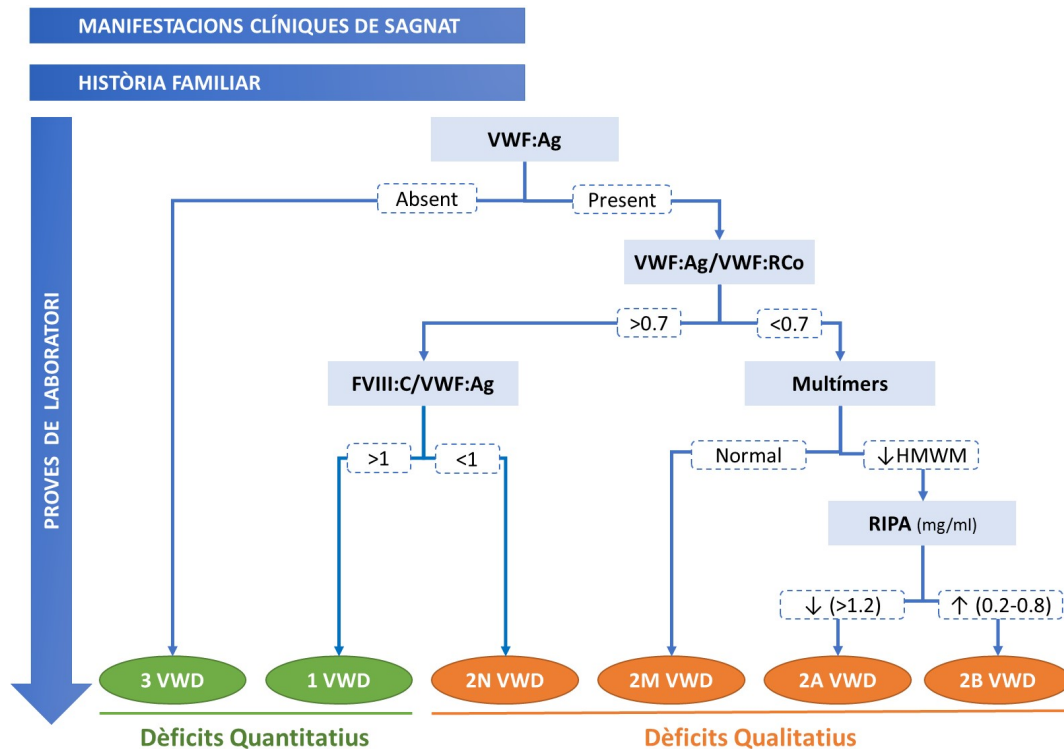 MANIFESTACIONS CLÍNIQUES DE SAGNAT
HISTÒRIA FAMILIAR
PROVES DE LABORATORI
VWF:Ag
Absent
Present
VWF:Ag/VWF:RCo
>0.7
<0.7
FVIII:C/VWF:Ag
Multímers
>1
<1
Normal
↓HMWM
RIPA (mg/ml)
↓ (>1.2)
↑ (0.2-0.8)
3 VWD
1 VWD
2N VWD
2M VWD
2A VWD
2B VWD
Dèficits Quantitatius
Dèficits Qualitatius